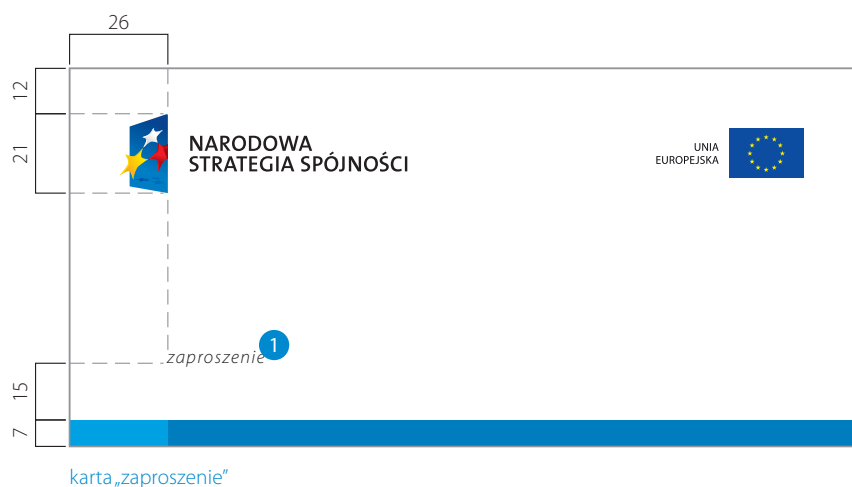 26
12
21
NARODOWA
STRATEGIA SPÓJNOŚCI
UNIA
EUROPEJSKA
zaproszenie 1
15
7
karta „zaproszenie”